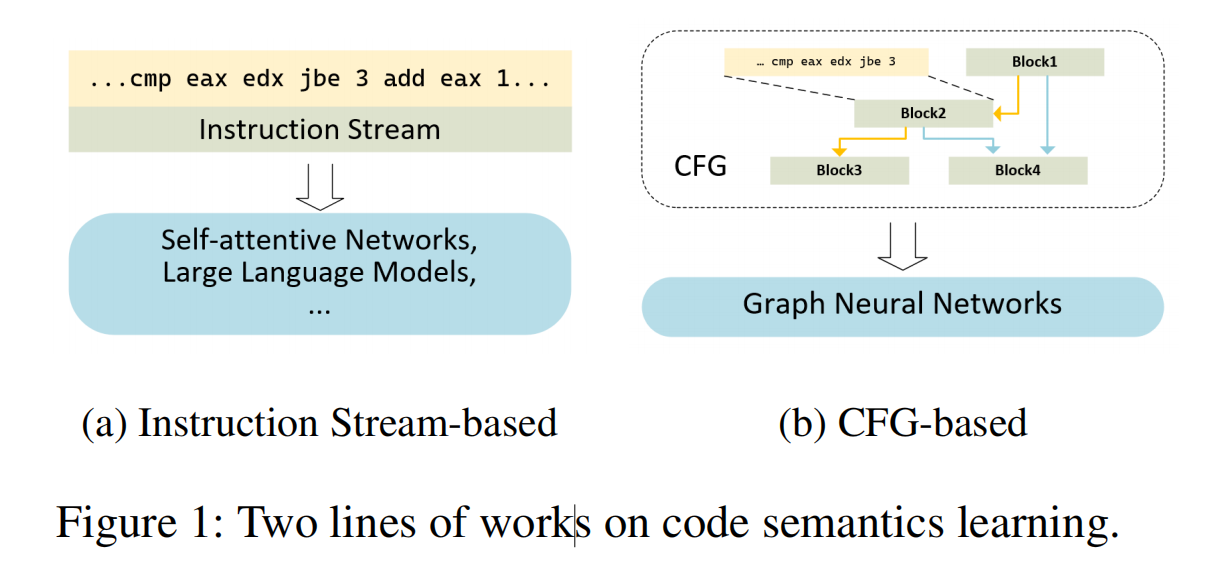 ...cmp eax edx jbe 3 add eax 1...
Instruction Stream
Self-attentive Networks,
Large Language Models,
...
(a) Instruction Stream-based
… cmp eax edx jbe 3
Block1
Block2
CFG
Block3
Block4
Graph Neural Networks
(b) CFG-based
Figure 1: Two lines of works on code semantics learning.